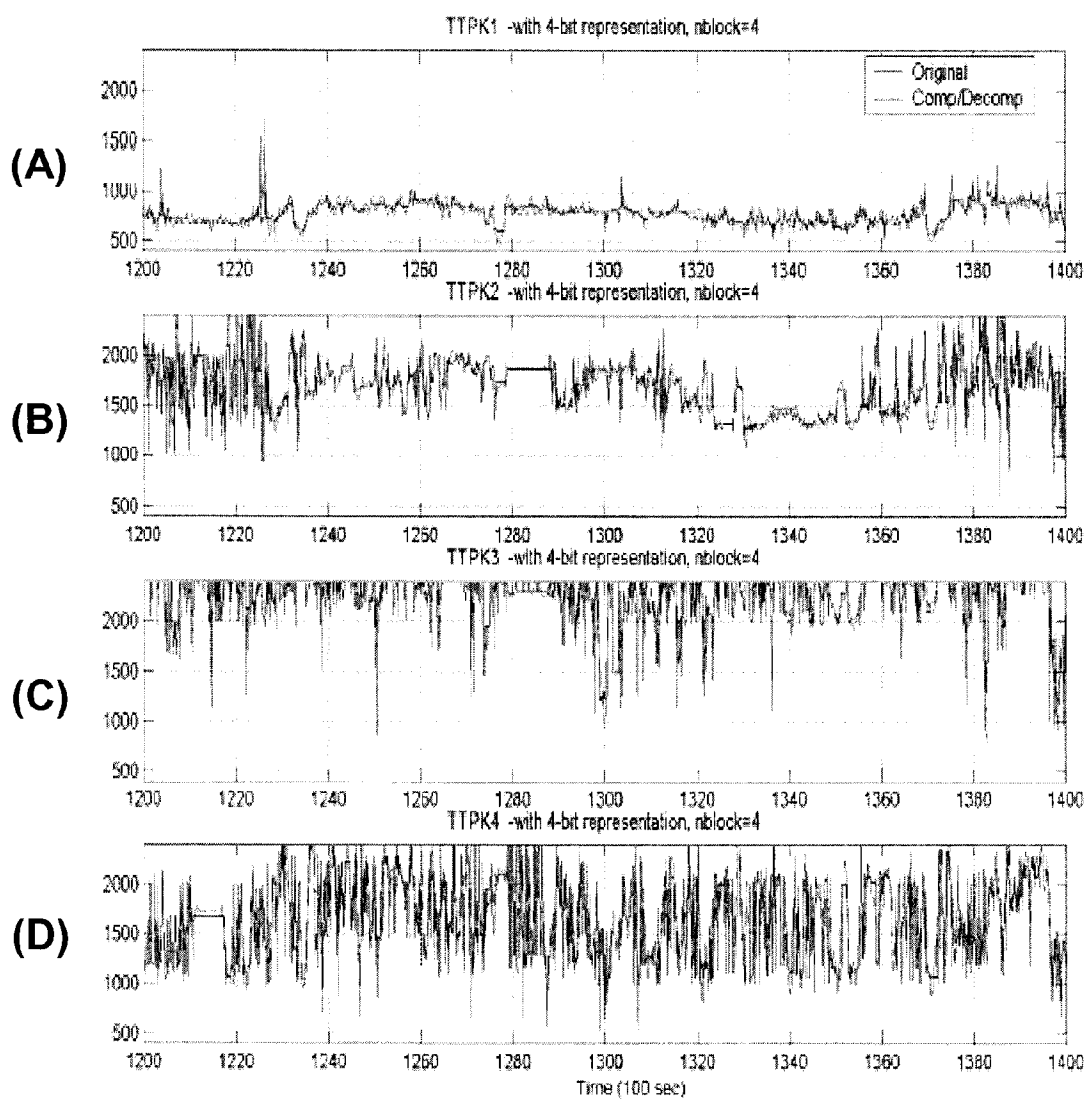 TTPK1 -with 4-bit representation, nblock=4
Original
Comp/Decomp
(A)
2000
1500
1000
500
1200 1220 1240 1260 1280 1300 1320 1340 1360 1380 1400
TTPK2 -with 4-bit representation, nblock=4
(B)
2000
1500
1000
500
1200 1220 1240 1260 1280 1300 1320 1340 1360 1380 1400
TTPK3 -with 4-bit representation, nblock=4
(C)
2000
1500
1000
500
1200 1220 1240 1260 1280 1300 1320 1340 1360 1380 1400
TTPK4 -with 4-bit representation, nblock=4
(D)
2000
1500
1000
500
1200 1220 1240 1260 1280 1300 1320 1340 1360 1380 1400
Time (100 sec)